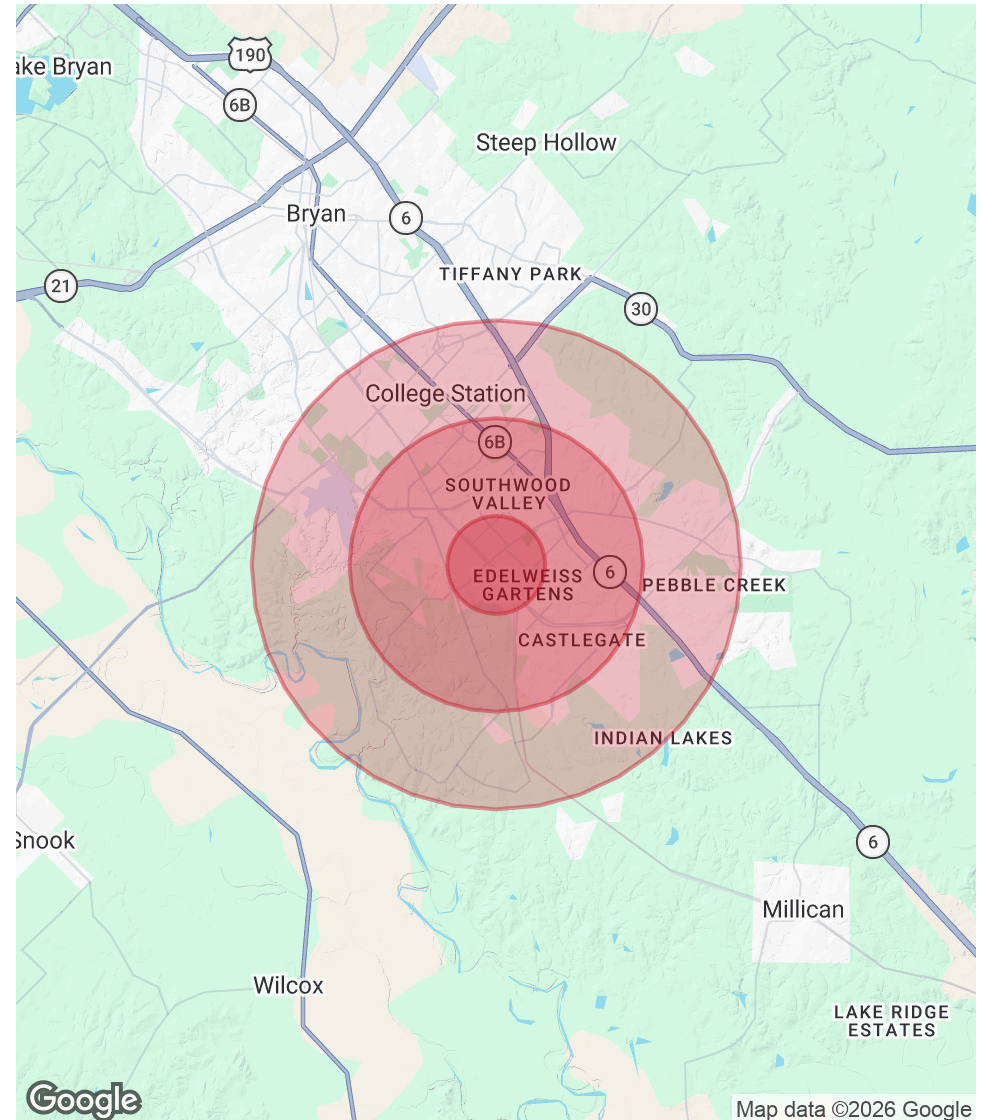 190
ake Bryan
6B
Steep Hollow
Bryan
6
TIFFANY PARK
21
30
College Station
6B
SOUTHWOOD
VALLEY
EDELWEISS
GARTENS
6
PEBBLE CREEK
CASTLEGATE
INDIAN LAKES
Snook
6
Millican
Wilcox
LAKE RIDGE
ESTATES
Google
Map data ©2026 Google